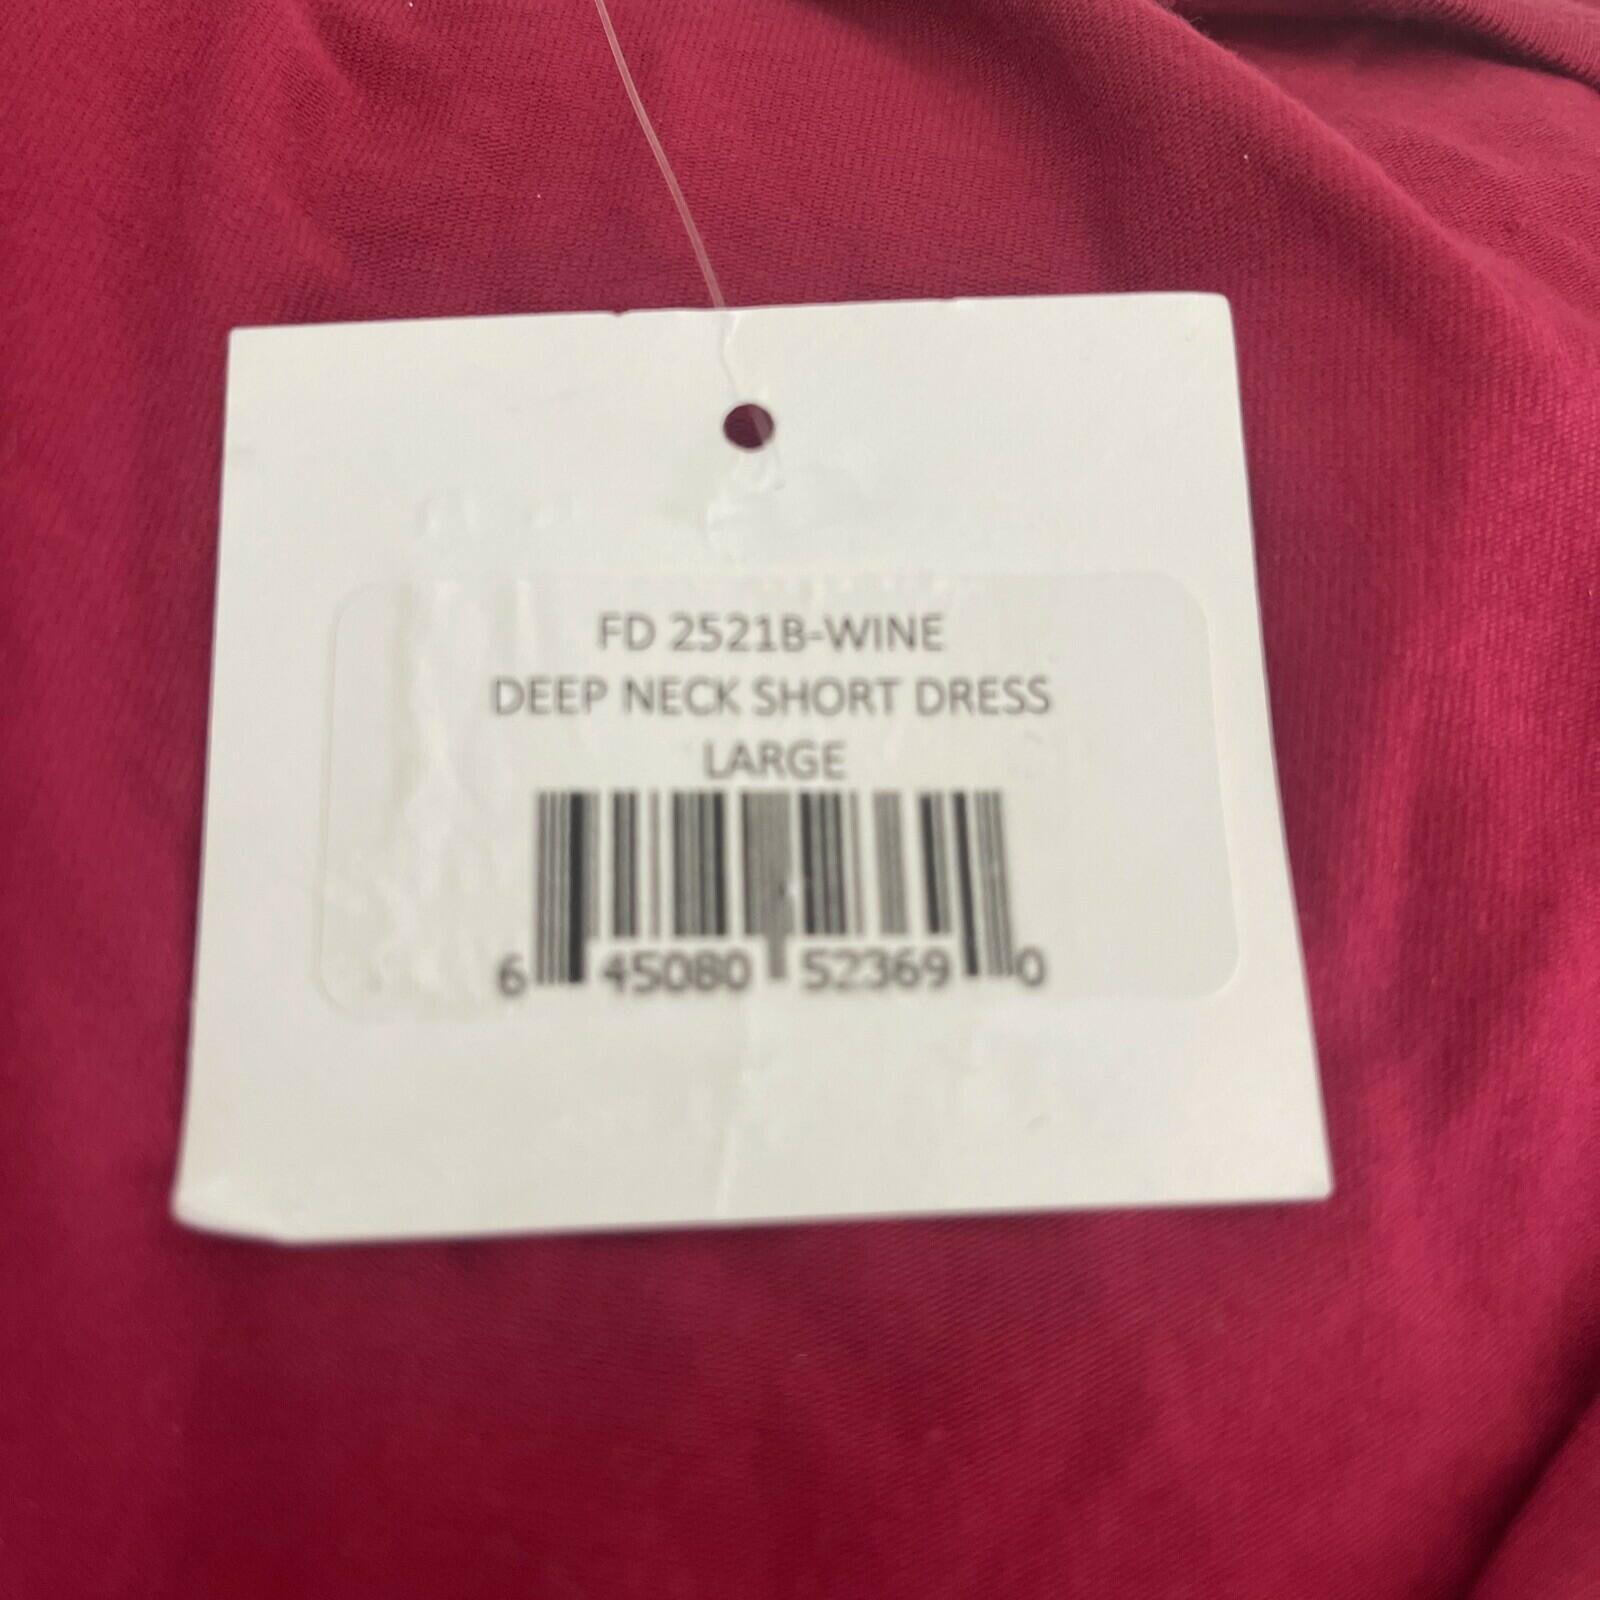 FD 2521B-WINE
DEEP NECK SHORT DRESS
LARGE
6 45080 52369 0